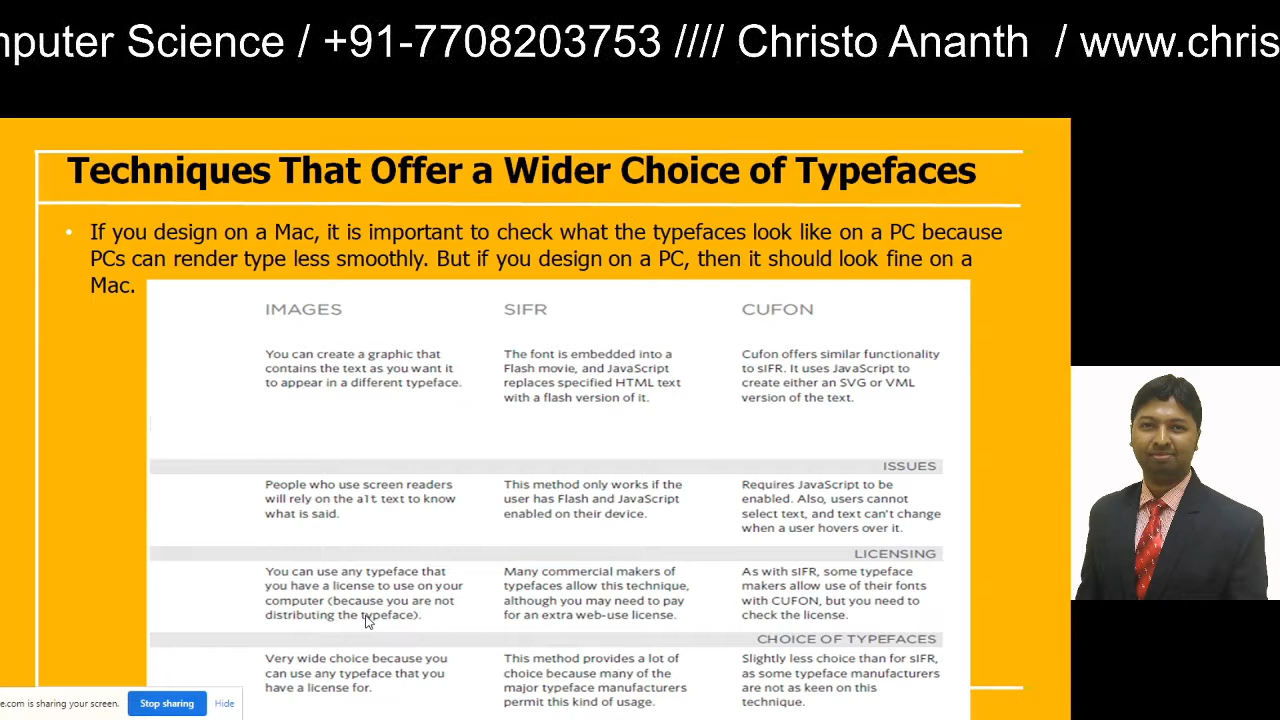 mputer Science / +91-7708203753 //// Christo Ananth / www.chris
Techniques That Offer a Wider Choice of Typefaces
• If you design on a Mac, it is important to check what the typefaces look like on a PC because
PCs can render type less smoothly. But if you design on a PC, then it should look fine on a
Mac.
IMAGES SIFR CUFON
You can create a graphic that
contains the text as you want it
to appear in a different typeface.
The font is embedded into a
Flash movie, and JavaScript
replaces specified HTML text
with a flash version of it.
Cufon offers similar functionality
to sIFR. It uses JavaScript to
create either an SVG or VML
version of the text.
ISSUES
People who use screen readers
will rely on the alt text to know
what is said.
This method only works if the
user has Flash and JavaScript
enabled on their device.
Requires JavaScript to be
enabled. Also, users cannot
select text, and text can't change
when a user hovers over it.
LICENSING
You can use any typeface that
you have a license to use on your
computer (because you are not
distributing the typeface).
Many commercial makers of
typefaces allow this technique,
although you may need to pay
for an extra web-use license.
As with sIFR, some typeface
makers allow use of their fonts
with CUFON, but you need to
check the license.
CHOICE OF TYPEFACES
Very wide choice because you
can use any typeface that you
have a license for.
This method provides a lot of
choice because many of the
major typeface manufacturers
permit this kind of usage.
Slightly less choice than for sIFR,
as some typeface manufacturers
are not as keen on this
technique.
e.com is sharing your screen. Stop sharing Hide